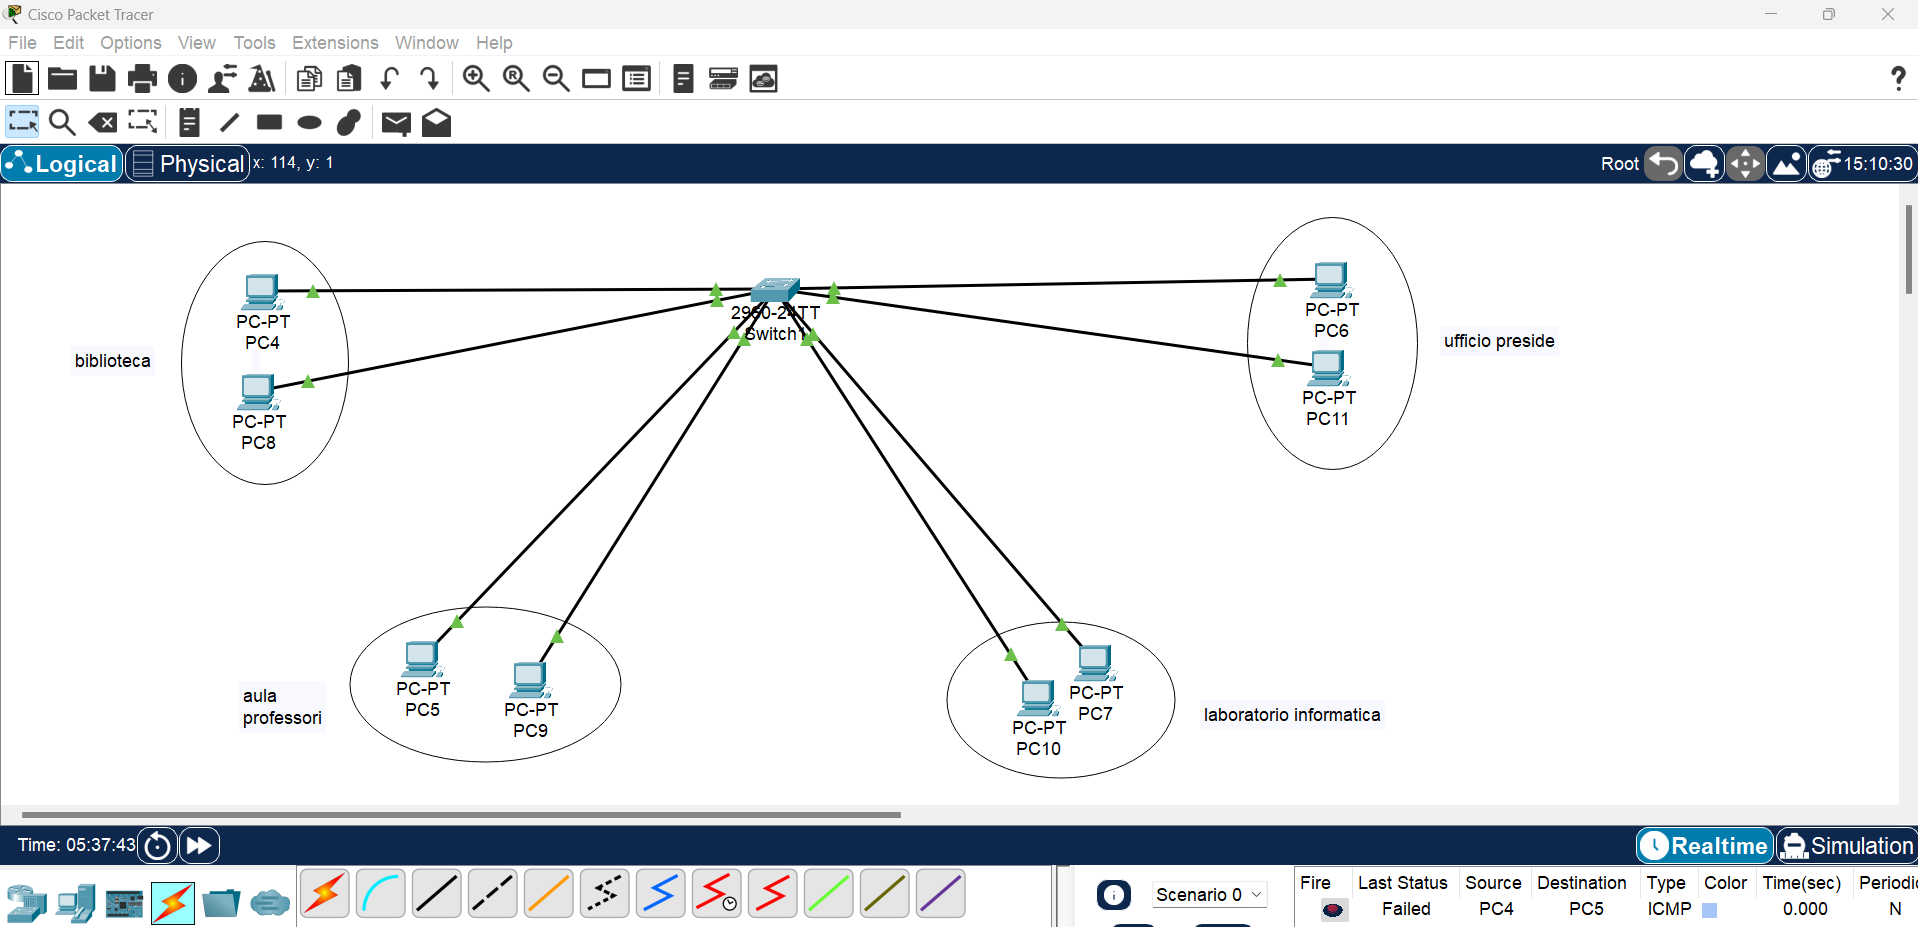 Cisco Packet Tracer
File Edit Options View Tools Extensions Window Help
Logical Physical x: 114, y: 1 Root 15:10:30
PC-PT
PC4
biblioteca
PC-PT
PC8
2960-24TT
Switch1
PC-PT
PC6
ufficio preside
PC-PT
PC11
aula
professori
PC-PT
PC5
PC-PT
PC9
PC-PT
PC7
PC-PT
PC10
laboratorio informatica
Time: 05:37:43 Realtime Simulation
Scenario 0
Fire Last Status Source Destination Type Color Time(sec) Periodic
Failed PC4 PC5 ICMP 0.000 N